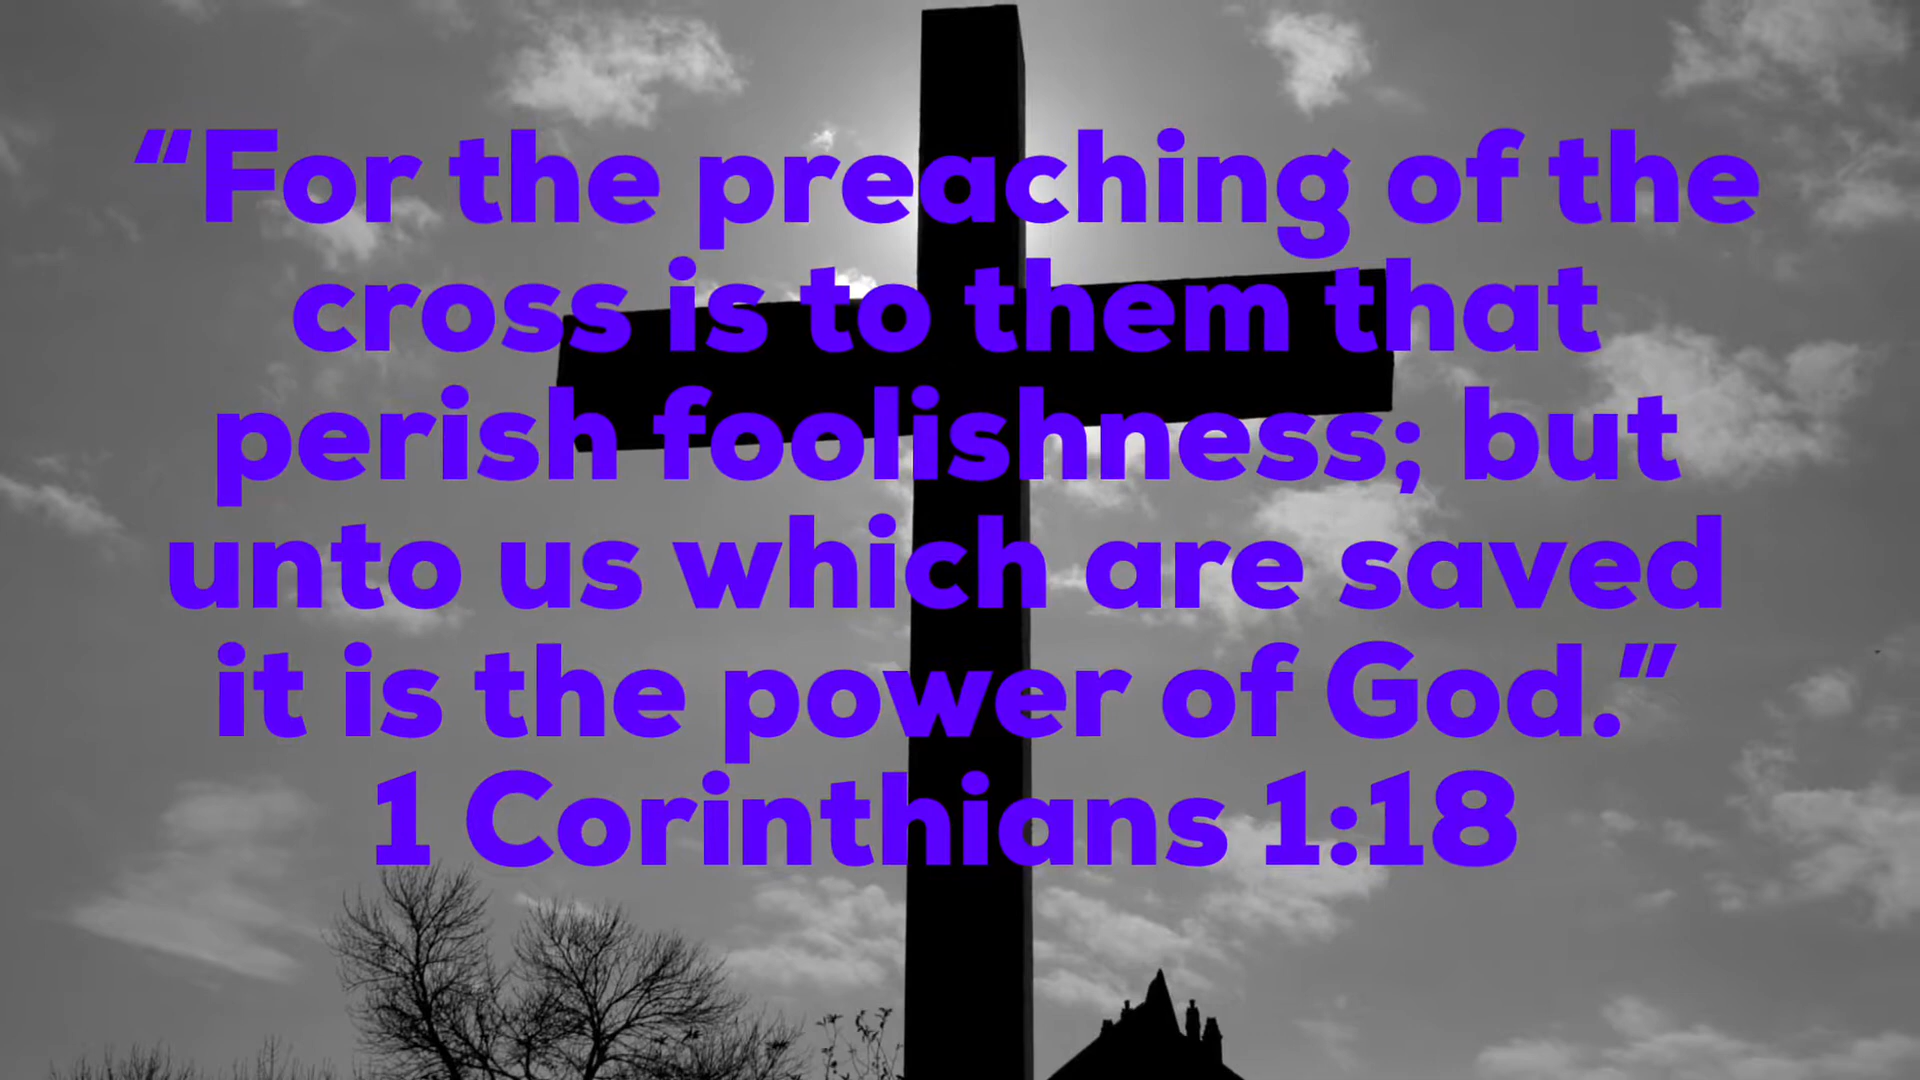 “For the preaching of the
cross is to them that
perish foolishness; but
unto us which are saved
it is the power of God.”
1 Corinthians 1:18